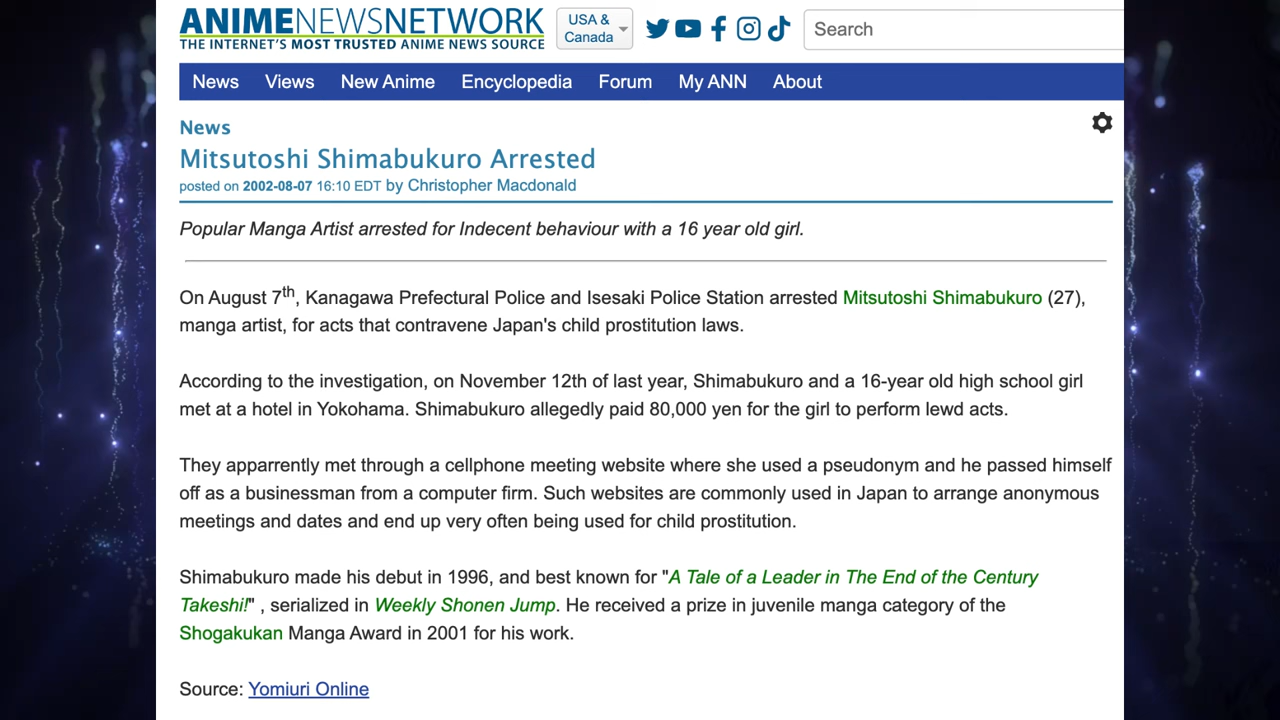 ANIMENEWSNETWORK
THE INTERNET'S MOST TRUSTED ANIME NEWS SOURCE
USA &
Canada
Search
News Views New Anime Encyclopedia Forum My ANN About
News
Mitsutoshi Shimabukuro Arrested
posted on 2002-08-07 16:10 EDT by Christopher Macdonald
Popular Manga Artist arrested for Indecent behaviour with a 16 year old girl.
On August 7th, Kanagawa Prefectural Police and Isesaki Police Station arrested Mitsutoshi Shimabukuro (27),
manga artist, for acts that contravene Japan's child prostitution laws.
According to the investigation, on November 12th of last year, Shimabukuro and a 16-year old high school girl
met at a hotel in Yokohama. Shimabukuro allegedly paid 80,000 yen for the girl to perform lewd acts.
They apparrently met through a cellphone meeting website where she used a pseudonym and he passed himself
off as a businessman from a computer firm. Such websites are commonly used in Japan to arrange anonymous
meetings and dates and end up very often being used for child prostitution.
Shimabukuro made his debut in 1996, and best known for "A Tale of a Leader in The End of the Century
Takeshi!" , serialized in Weekly Shonen Jump. He received a prize in juvenile manga category of the
Shogakukan Manga Award in 2001 for his work.
Source: Yomiuri Online